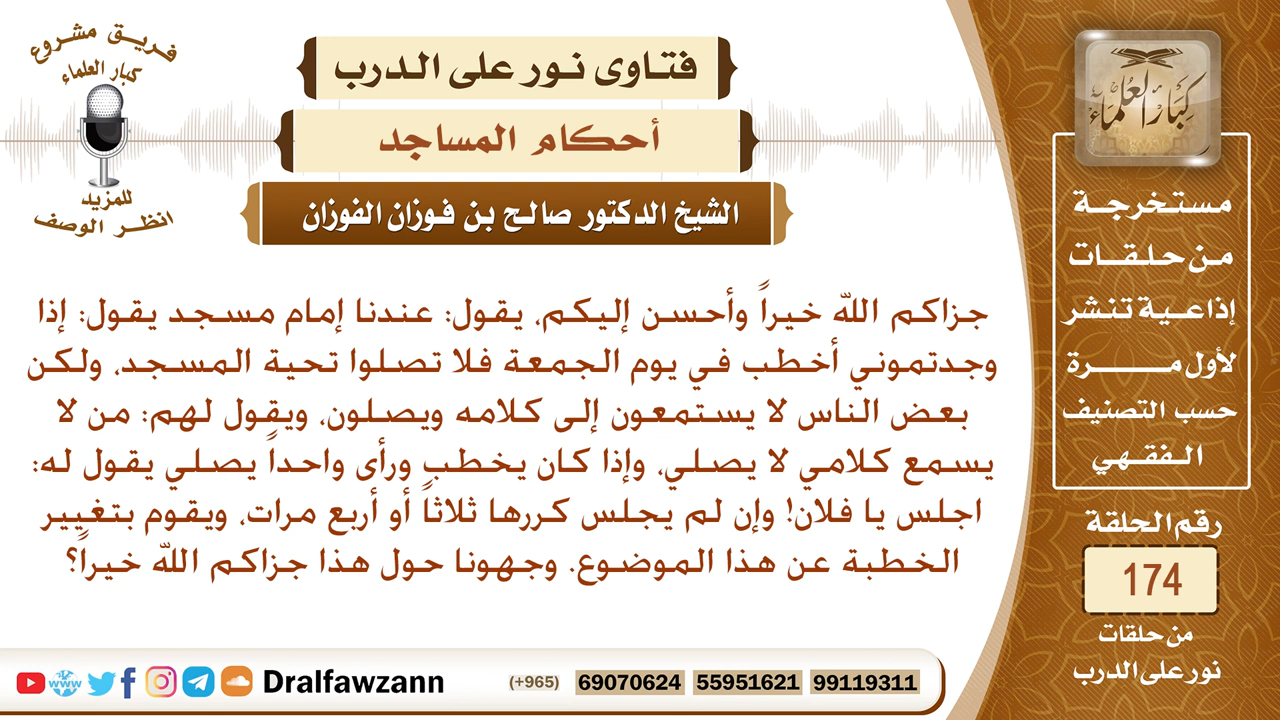 فريق مشروع
كبار العلماء
للمزيد
انظر الوصف
فتاوى نور على الدرب
أحكام المساجد
الشيخ الدكتور صالح بن فوزان الفوزان
جزاكم الله خيراً وأحسن إليكم، يقول: عندنا إمام مسجد يقول: إذا
وجدتموني أخطب في يوم الجمعة فلا تصلوا تحية المسجد، ولكن
بعض الناس لا يستمعون إلى كلامه ويصلون، ويقول لهم: من لا
يسمع كلامي لا يصلي، وإذا كان يخطب ورأى واحداً يصلي يقول له:
اجلس يا فلان! وإن لم يجلس كررها ثلاثاً أو أربع مرات، ويقوم بتغيير
الخطبة عن هذا الموضوع. وجهونا حول هذا جزاكم الله خيراً؟
كبار العلماء
مستخرجة
من حلقات
إذاعية تنشر
لأول مرة
حسب التصنيف
الفقهي
رقم الحلقة
174
من حلقات
نور على الدرب
www Dralfawzann (+965) 69070624 55951621 99119311